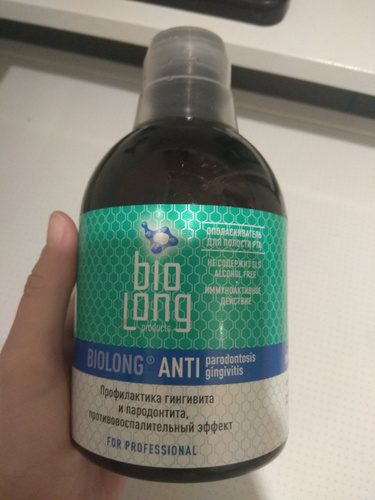 bio
long
products
ОПОЛАСКИВАТЕЛЬ
ДЛЯ ПОЛОСТИ РТА
НЕ СОДЕРЖИТ SLS
ALCOHOL FREE
ИММУНОАКТИВНОЕ
ДЕЙСТВИЕ
BIOLONG® ANTI parodontosis
gingivitis
Профилактика гингивита
и пародонтита,
противовоспалительный эффект
FOR PROFESSIONAL